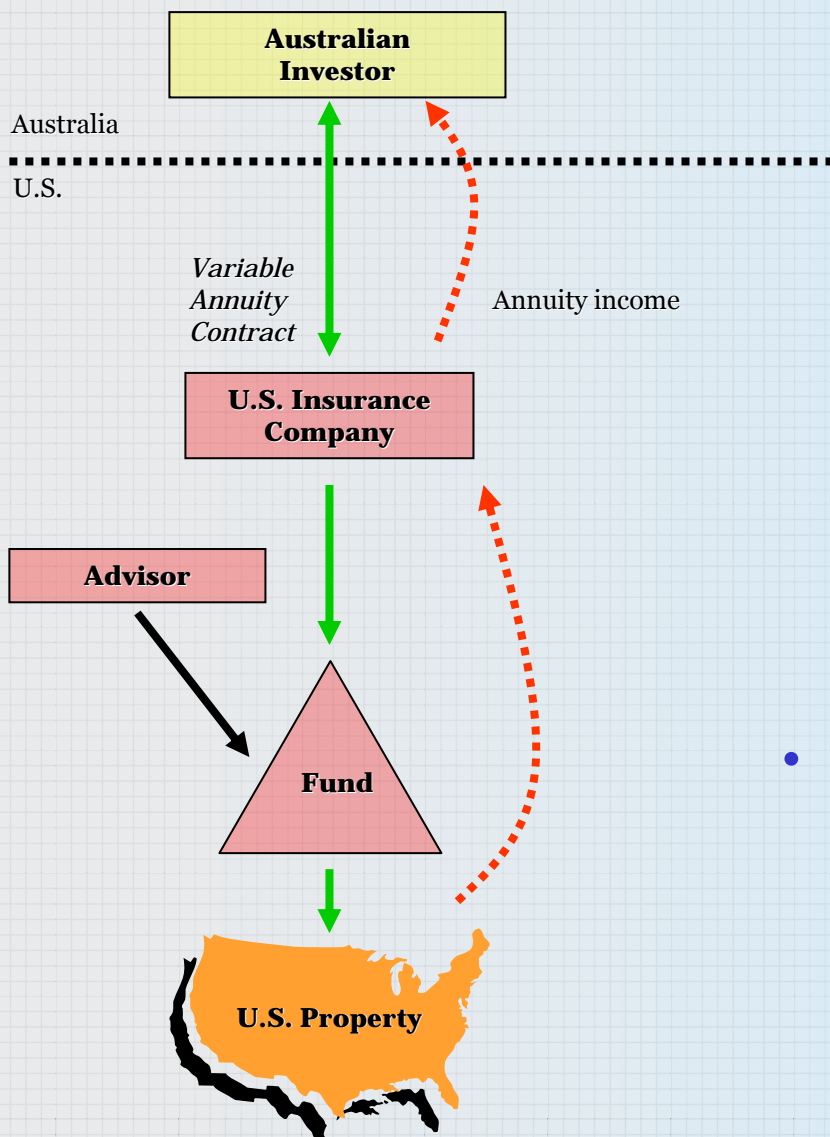 Australian
Investor
Australia
U.S.
Variable
Annuity
Contract
Annuity income
U.S. Insurance
Company
Advisor
Fund
U.S. Property